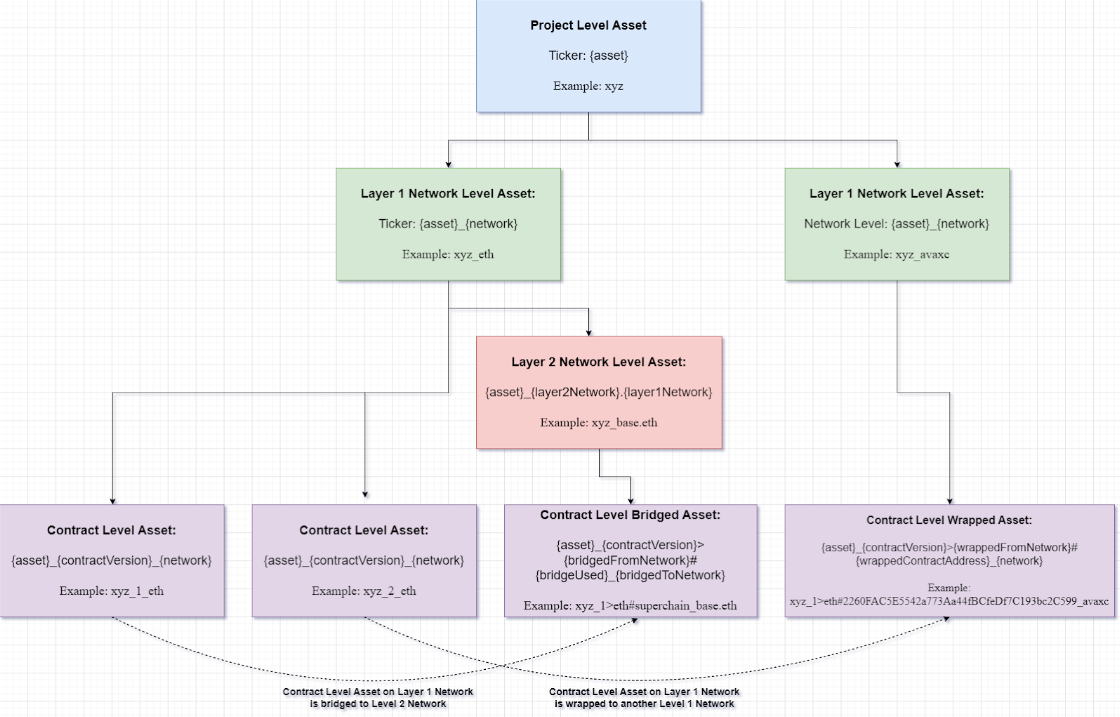 Project Level Asset
Ticker: {asset}
Example: xyz
Layer 1 Network Level Asset:
Ticker: {asset}_{network}
Example: xyz_eth
Layer 1 Network Level Asset:
Network Level: {asset}_{network}
Example: xyz_avaxc
Layer 2 Network Level Asset:
{asset}_{layer2Network}.{layer1Network}
Example: xyz_base.eth
Contract Level Asset:
{asset}_{contractVersion}_{network}
Example: xyz_1_eth
Contract Level Asset:
{asset}_{contractVersion}_{network}
Example: xyz_2_eth
Contract Level Bridged Asset:
{asset}_{contractVersion}>
{bridgedFromNetwork}#
{bridgeUsed}_{bridgedToNetwork}
Example: xyz_1>eth#superchain_base.eth
Contract Level Wrapped Asset:
{asset}_{contractVersion}>{wrappedFromNetwork}#
{wrappedContractAddress}_{network}
Example:
xyz_1>eth#2260FAC5E5542a773Aa44fBCfeDf7C193bc2C599_avaxc
Contract Level Asset on Layer 1 Network
is bridged to Level 2 Network
Contract Level Asset on Layer 1 Network
is wrapped to another Level 1 Network